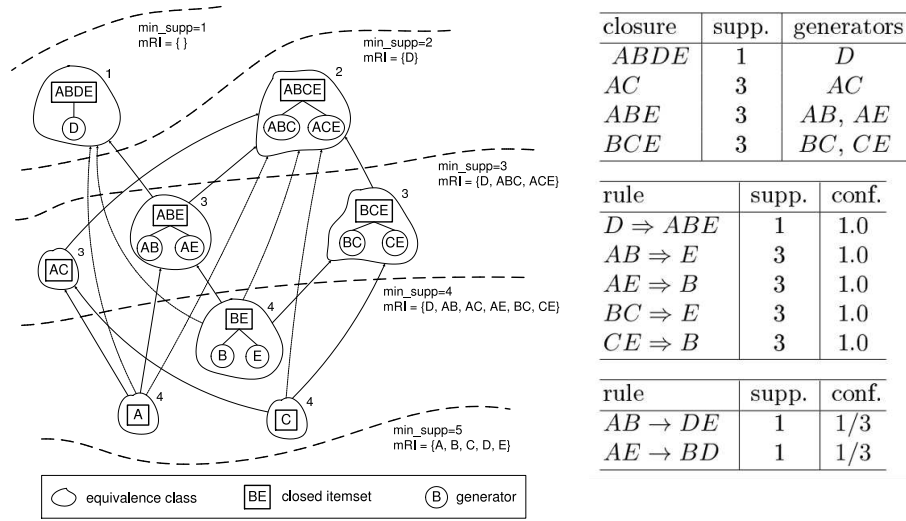 min_supp=1
mRI = { }
min_supp=2
mRI = {D}
1
ABDE
D
2
ABCE
ABC
ACE
min_supp=3
mRI = {D, ABC, ACE}
3
ABE
AB
AE
3
BCE
BC
CE
3
AC
min_supp=4
mRI = {D, AB, AC, AE, BC, CE}
4
BE
B
E
4
A
4
C
min_supp=5
mRI = {A, B, C, D, E}
equivalence class
BE
closed itemset
B
generator
closure supp. generators
ABDE 1 D
AC 3 AC
ABE 3 AB, AE
BCE 3 BC, CE
rule supp. conf.
D ⇒ ABE 1 1.0
AB ⇒ E 3 1.0
AE ⇒ B 3 1.0
BC ⇒ E 3 1.0
CE ⇒ B 3 1.0
rule supp. conf.
AB → DE 1 1/3
AE → BD 1 1/3